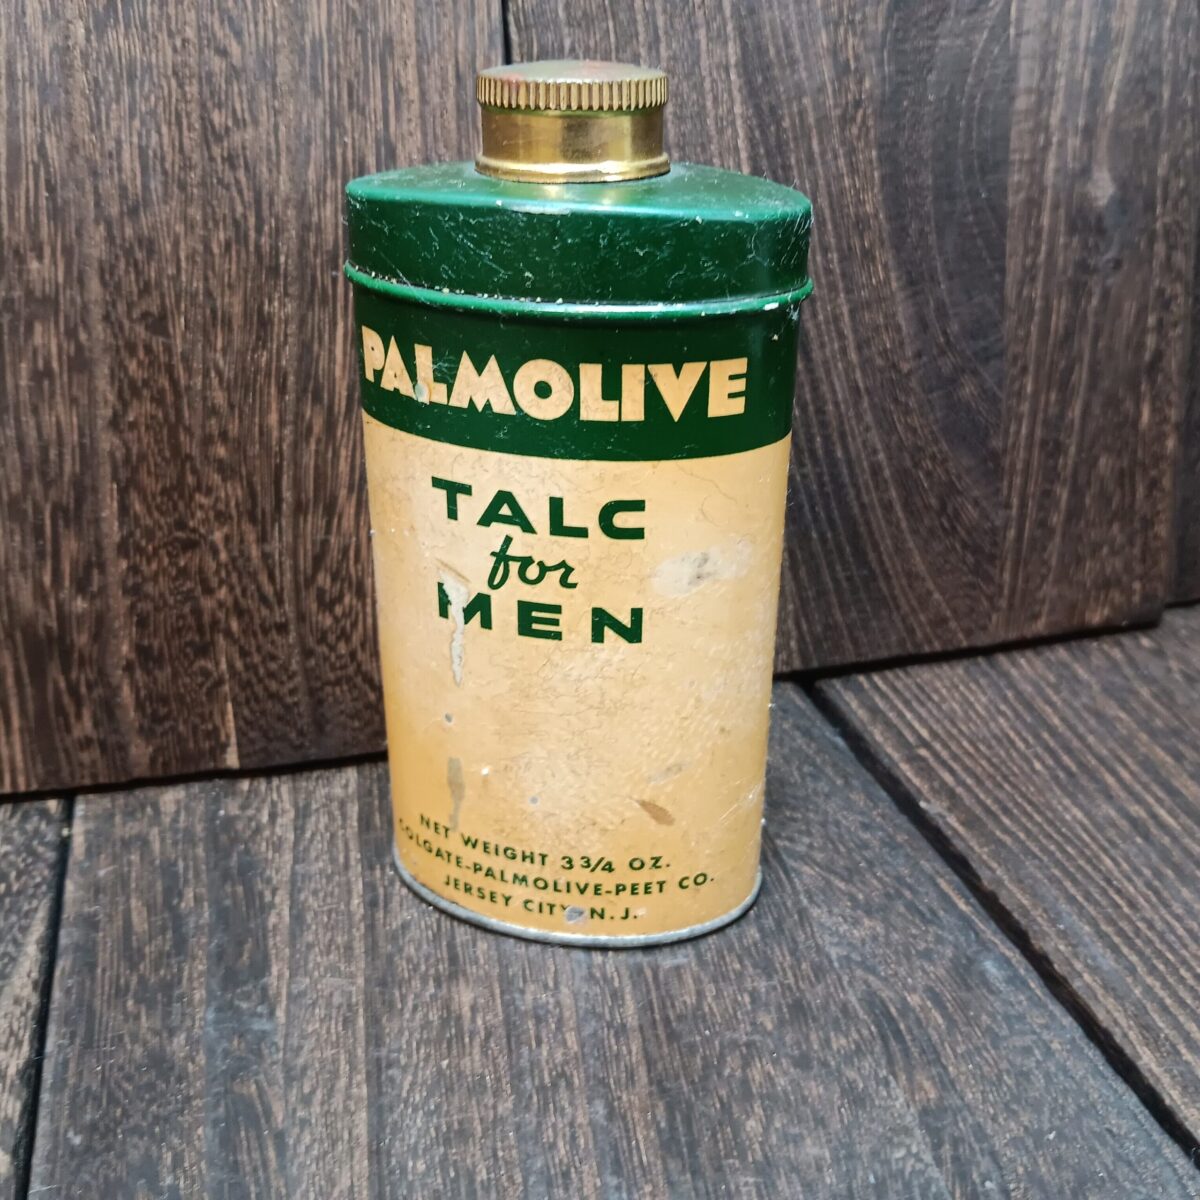 PALMOLIVE
TALC
for
MEN
NET WEIGHT 3 3/4 OZ.
COLGATE-PALMOLIVE-PEET CO.
JERSEY CITY, N.J.